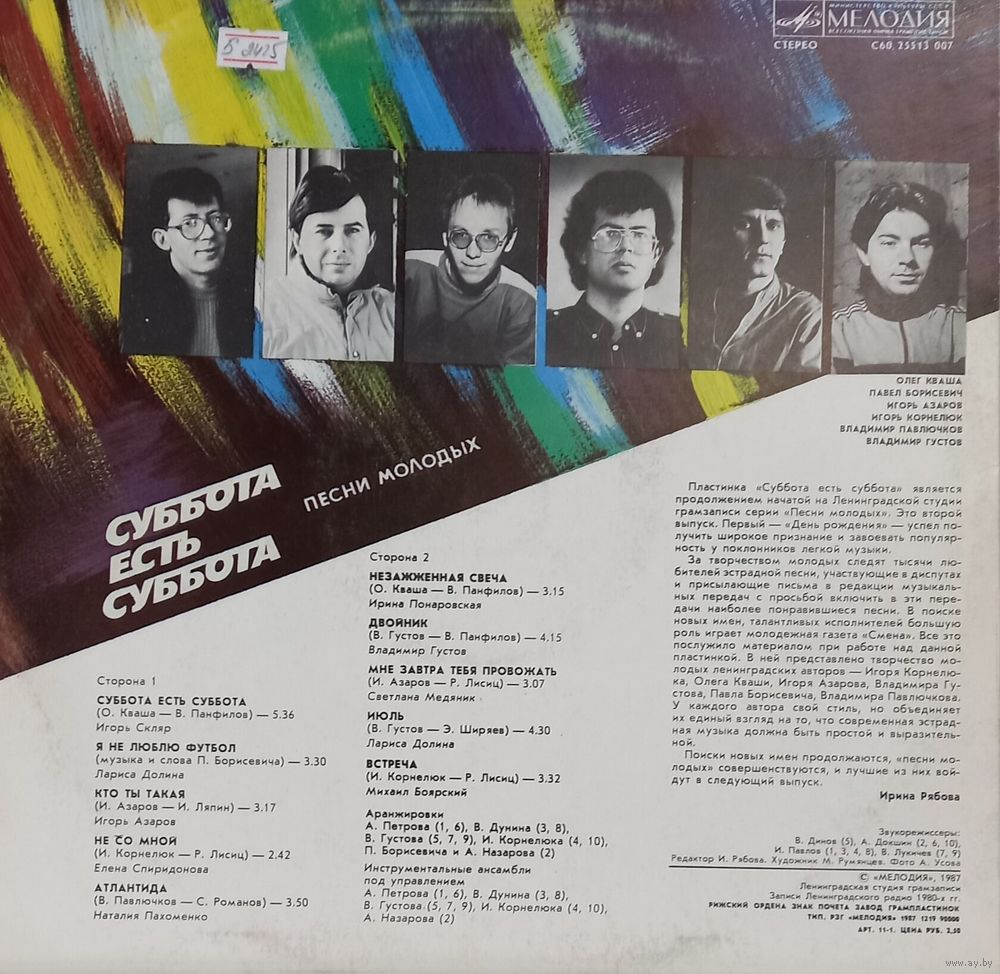 МИНИСТЕРСТВО КУЛЬТУРЫ СССР
МЕЛОДИЯ
ВСЕСОЮЗНАЯ ФИРМА ГРАМПЛАСТИНОК
СТЕРЕО С60 25513 007
Б 2425
ОЛЕГ КВАША
ПАВЕЛ БОРИСЕВИЧ
ИГОРЬ АЗАРОВ
ИГОРЬ КОРНЕЛЮК
ВЛАДИМИР ПАВЛЮЧКОВ
ВЛАДИМИР ГУСТОВ
СУББОТА
ЕСТЬ
СУББОТА
ПЕСНИ МОЛОДЫХ
Сторона 1
СУББОТА ЕСТЬ СУББОТА
(О. Кваша — В. Панфилов) — 5.36
Игорь Скляр
Я НЕ ЛЮБЛЮ ФУТБОЛ
(музыка и слова П. Борисевича) — 3.30
Лариса Долина
КТО ТЫ ТАКАЯ
(И. Азаров — И. Ляпин) — 3.17
Игорь Азаров
НЕ СО МНОЙ
(И. Корнелюк — Р. Лисиц) — 2.42
Елена Спиридонова
АТЛАНТИДА
(В. Павлючков — С. Романов) — 3.50
Наталия Пахоменко
Сторона 2
НЕЗАЖЖЕННАЯ СВЕЧА
(О. Кваша — В. Панфилов) — 3.15
Ирина Понаровская
ДВОЙНИК
(В. Густов — В. Панфилов) — 4.15
Владимир Густов
МНЕ ЗАВТРА ТЕБЯ ПРОВОЖАТЬ
(И. Азаров — Р. Лисиц) — 3.07
Светлана Медяник
ИЮЛЬ
(В. Густов — Э. Ширяев) — 4.30
Лариса Долина
ВСТРЕЧА
(И. Корнелюк — Р. Лисиц) — 3.32
Михаил Боярский
Аранжировки
А. Петрова (1, 6), В. Дунина (3, 8),
В. Густова (5, 7, 9), И. Корнелюка (4, 10),
П. Борисевича и А. Назарова (2)
Инструментальные ансамбли
под управлением
А. Петрова (1, 6), В. Дунина (3, 8),
В. Густова (5, 7, 9), И. Корнелюка (4, 10),
А. Назарова (2)
Пластинка «Суббота есть суббота» является
продолжением начатой на Ленинградской студии
грамзаписи серии «Песни молодых». Это второй
выпуск. Первый — «День рождения» — успел по-
лучить широкое признание и завоевать популяр-
ность у поклонников легкой музыки.
За творчеством молодых следят тысячи лю-
бителей эстрадной песни, участвующие в диспутах
и присылающие письма в редакции музыкаль-
ных передач с просьбой включить в эти пере-
дачи наиболее понравившиеся песни. В поиске
новых имен, талантливых исполнителей большую
роль играет молодежная газета «Смена». Все это
послужило материалом при работе над данной
пластинкой. В ней представлено творчество мо-
лодых ленинградских авторов — Игоря Корнелю-
ка, Олега Кваши, Игоря Азарова, Владимира Гу-
стова, Павла Борисевича, Владимира Павлючкова.
У каждого автора свой стиль, но объединяет
их единый взгляд на то, что современная эстрад-
ная музыка должна быть простой и выразитель-
ной.
Поиски новых имен продолжаются, «песни мо-
лодых» совершенствуются, и лучшие из них вой-
дут в следующий выпуск.
Ирина Рябова
Звукорежиссеры:
В. Динов (5), А. Докшин (2, 6, 10),
И. Павлов (1, 3, 4, 8), В. Лукичев (7, 9)
Редактор И. Рябова. Художник М. Румянцев. Фото А. Усова
© «МЕЛОДИЯ», 1987
Ленинградская студия грамзаписи
Записи Ленинградского радио 1980-х гг.
РИЖСКИЙ ОРДЕНА ЗНАК ПОЧЕТА ЗАВОД ГРАМПЛАСТИНОК
ТИП. РЗГ «МЕЛОДИЯ» 1987 1219 90000
АРТ. 11-1. ЦЕНА РУБ. 2,50
www.ay.by